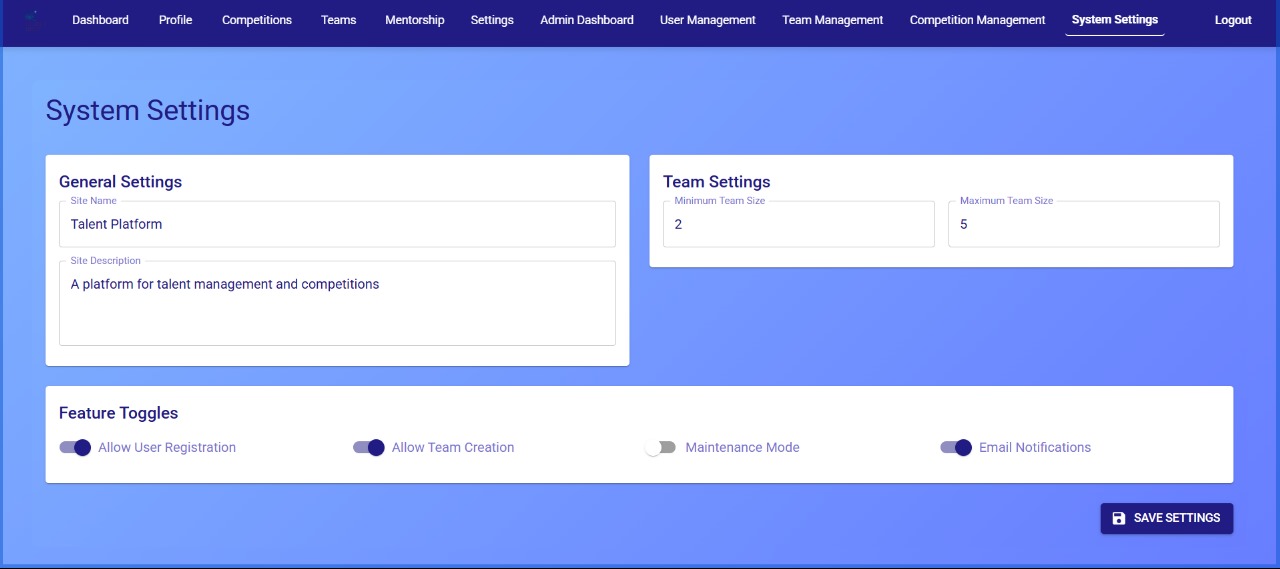 Dashboard Profile Competitions Teams Mentorship Settings Admin Dashboard User Management Team Management Competition Management System Settings Logout
System Settings
General Settings
Site Name
Talent Platform
Site Description
A platform for talent management and competitions
Team Settings
Minimum Team Size
2
Maximum Team Size
5
Feature Toggles
Allow User Registration Allow Team Creation Maintenance Mode Email Notifications
SAVE SETTINGS